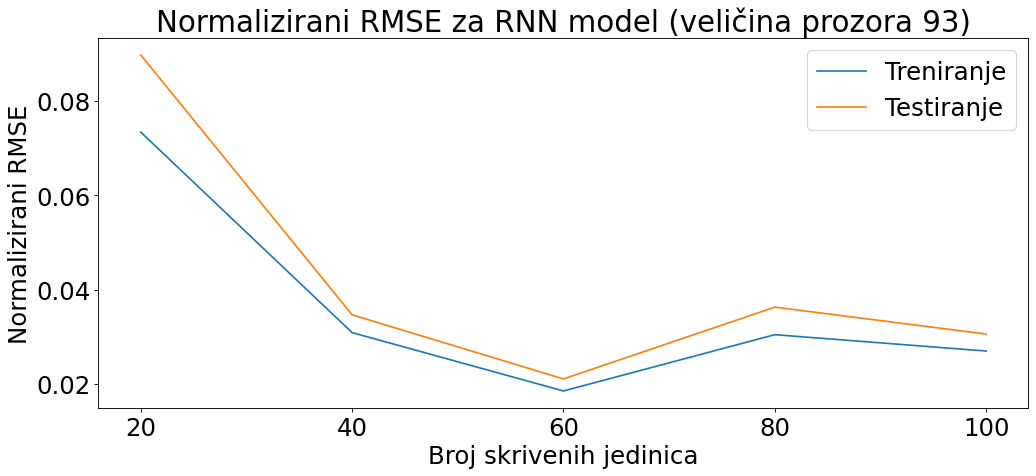 Normalizirani RMSE za RNN model (veličina prozora 93)
Treniranje
Testiranje
Normalizirani RMSE
0.08
0.06
0.04
0.02
20 40 60 80 100
Broj skrivenih jedinica